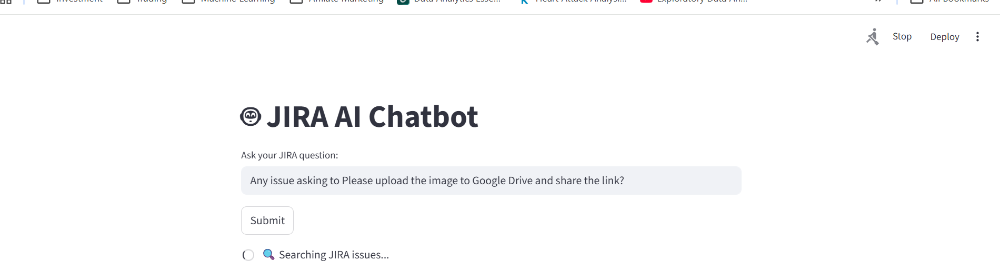 Investment Trading Machine Learning Affiliate Marketing Data Analytics Esse... Heart Attack Analysi... Exploratory Data An... All Bookmarks
Stop Deploy
JIRA AI Chatbot
Ask your JIRA question:
Any issue asking to Please upload the image to Google Drive and share the link?
Submit
Searching JIRA issues...